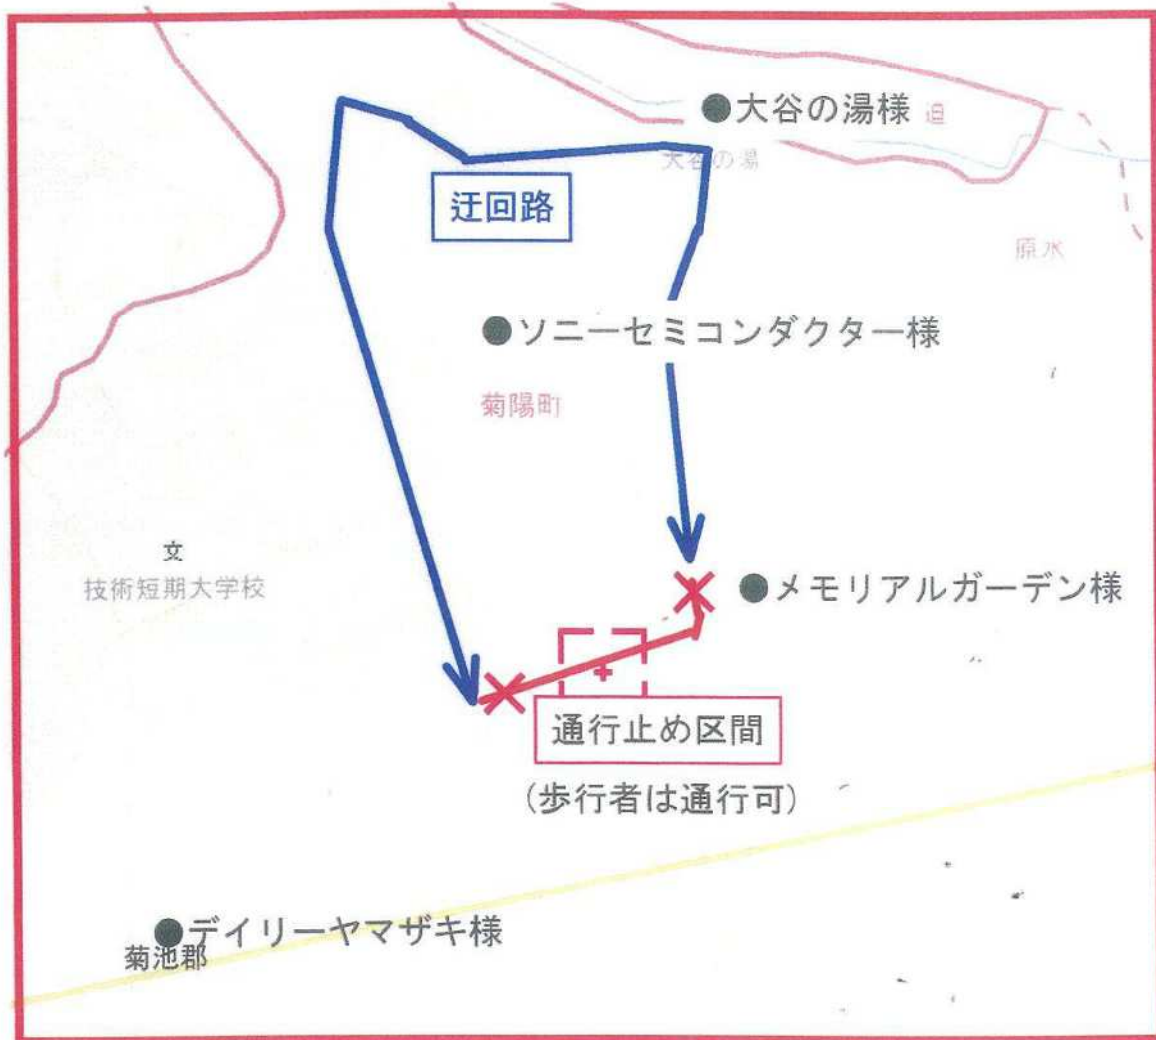 ●大谷の湯様 迫
大谷の湯
迂回路
原水
●ソニーセミコンダクター様
菊陽町
文
技術短期大学校
●メモリアルガーデン様
通行止め区間
(歩行者は通行可)
●デイリーヤマザキ様
菊池郡